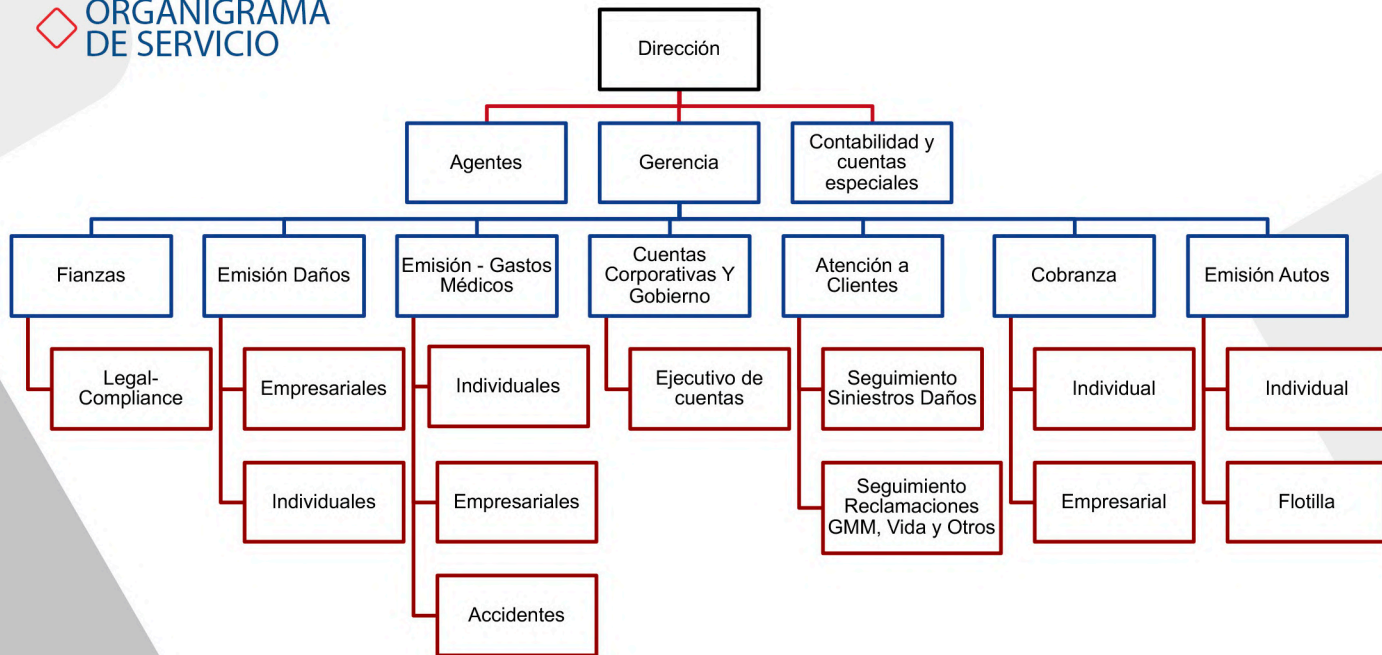 ORGANIGRAMA
DE SERVICIO
Dirección
Agentes
Gerencia
Contabilidad y
cuentas
especiales
Fianzas
Emisión Daños
Emisión - Gastos
Médicos
Cuentas
Corporativas Y
Gobierno
Atención a
Clientes
Cobranza
Emisión Autos
Legal-
Compliance
Empresariales
Individuales
Individuales
Empresariales
Accidentes
Ejecutivo de
cuentas
Seguimiento
Siniestros Daños
Seguimiento
Reclamaciones
GMM, Vida y Otros
Individual
Empresarial
Individual
Flotilla